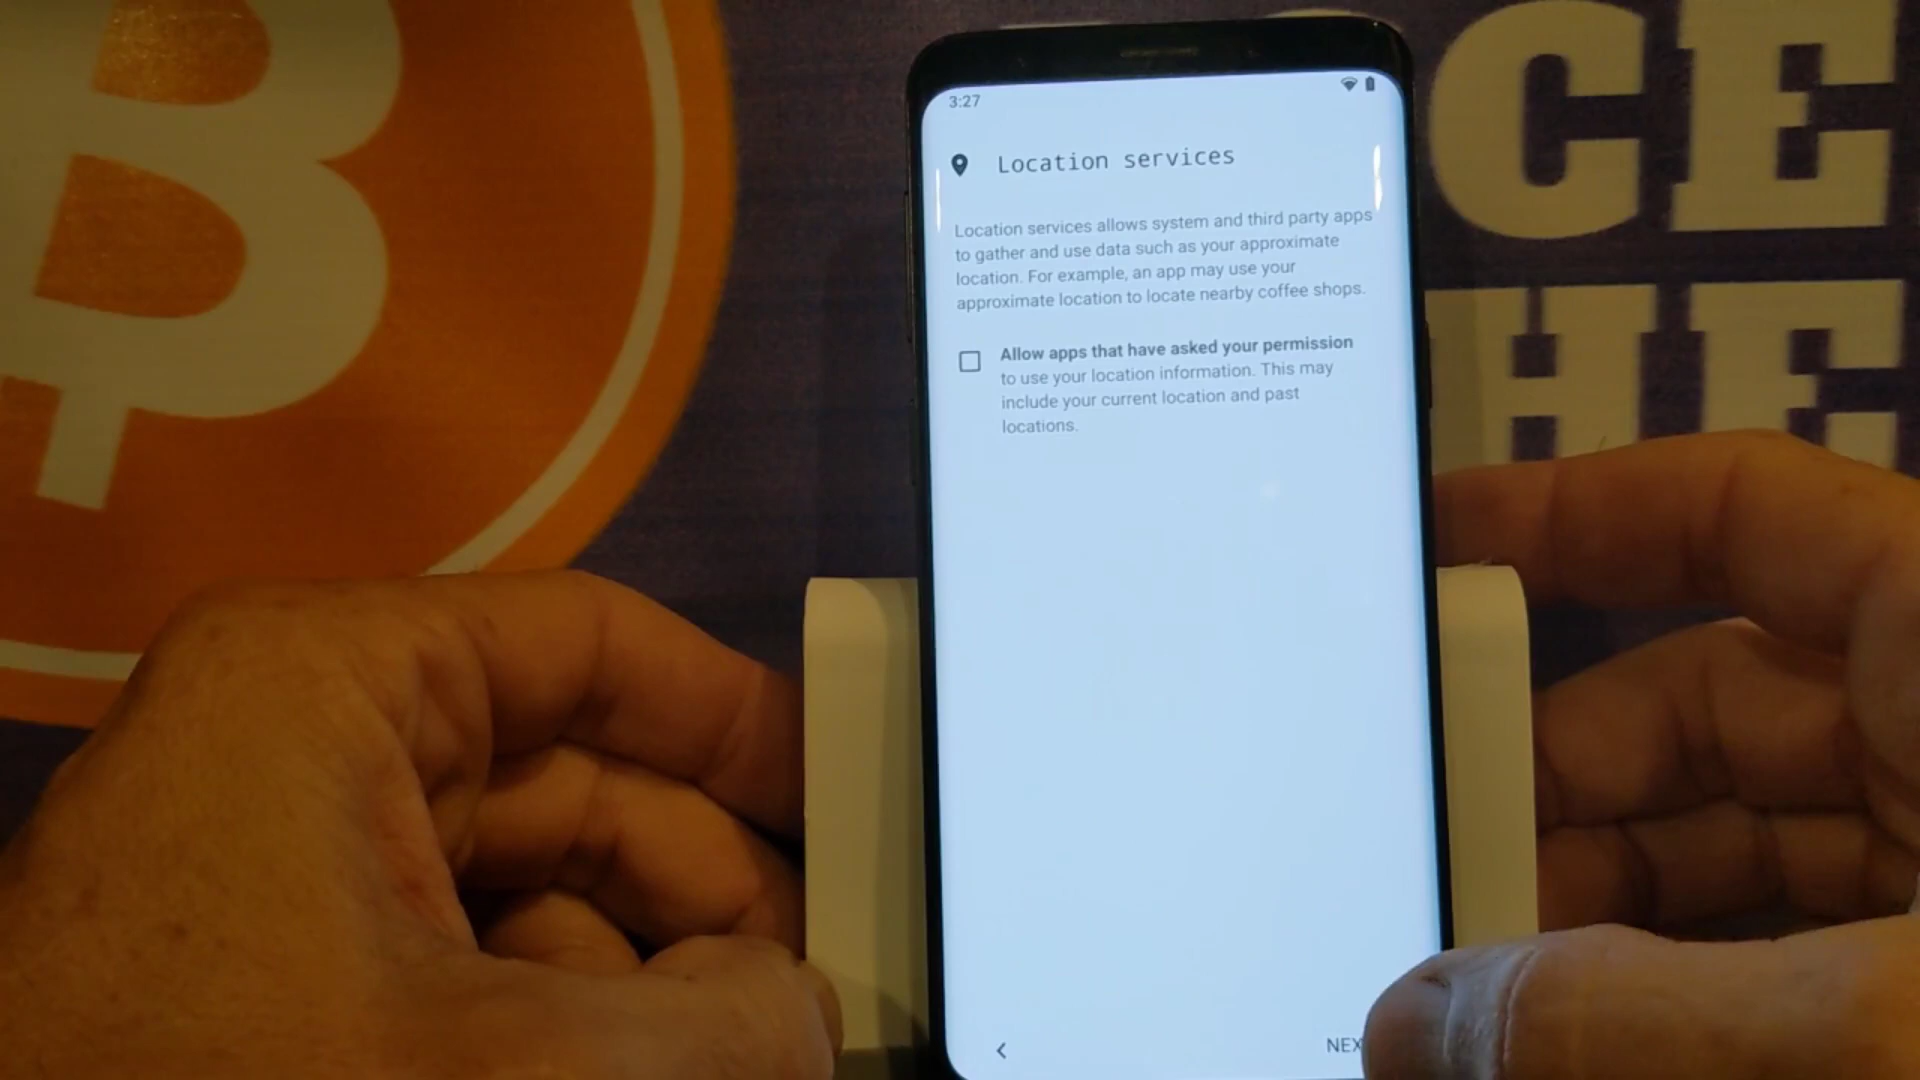 CE
HE
3:27
Location services
Location services allows system and third party apps
to gather and use data such as your approximate
location. For example, an app may use your
approximate location to locate nearby coffee shops.
Allow apps that have asked your permission
to use your location information. This may
include your current location and past
locations.